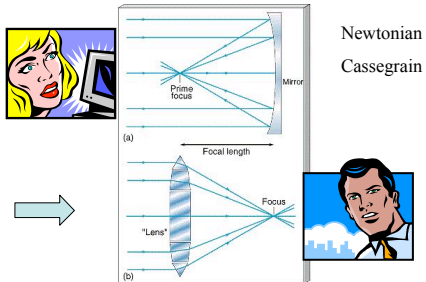 Newtonian
Cassegrain
Prime
focus
Mirror
(a)
Focal length
Focus
"Lens"
(b)